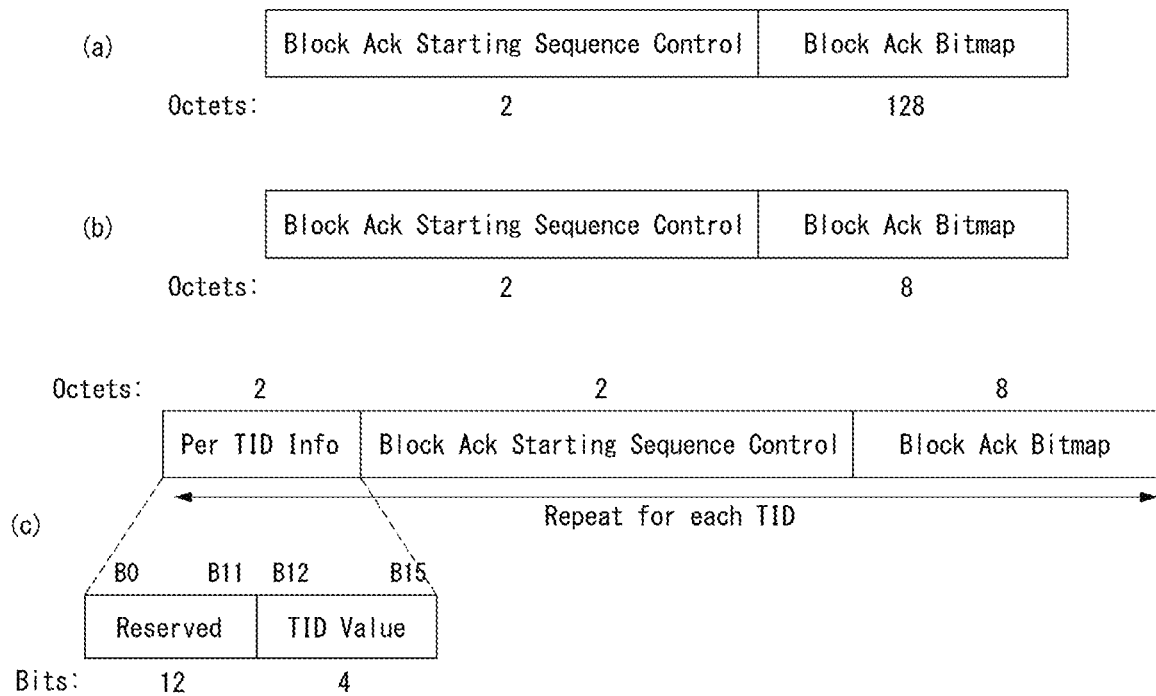 (a) Block Ack Starting Sequence Control Block Ack Bitmap
Octets: 2 128
(b) Block Ack Starting Sequence Control Block Ack Bitmap
Octets: 2 8
Octets: 2 2 8
Per TID Info Block Ack Starting Sequence Control Block Ack Bitmap
Repeat for each TID
(c)
B0 B11 B12 B15
Reserved TID Value
Bits: 12 4